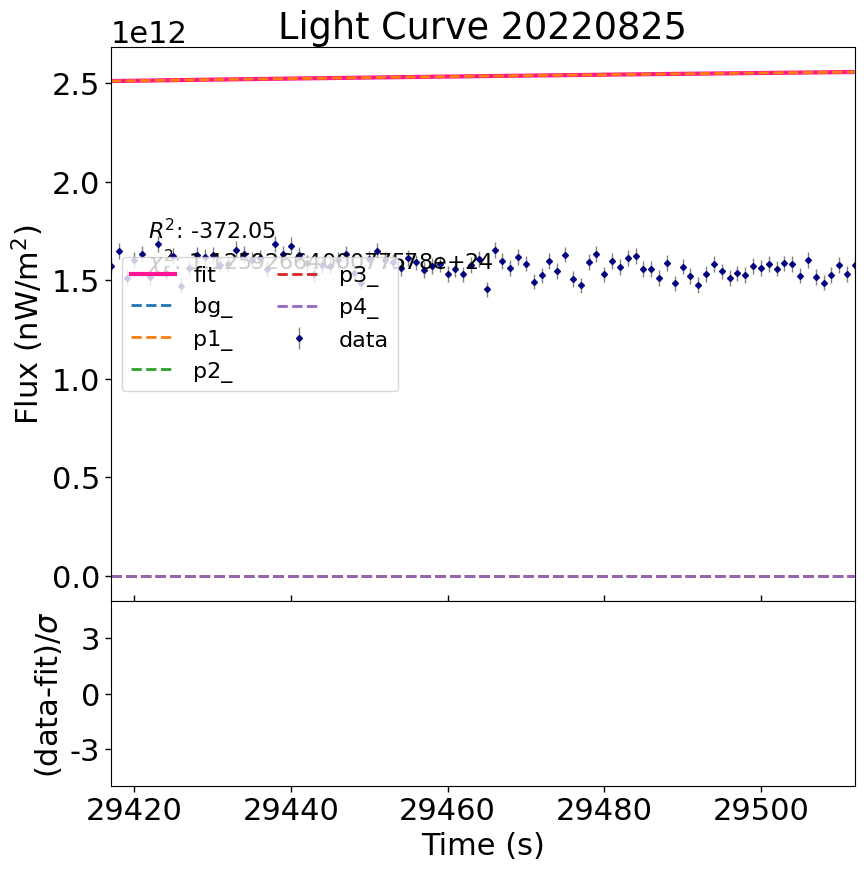 Light Curve 20220825
1e12
Flux (nW/m²)
2.5
2.0
1.5
1.0
0.5
0.0
R²: -372.05
fit
bg_
p1_
p2_
p3_
p4_
data
(data-fit)/σ
3
0
-3
29420 29440 29460 29480 29500
Time (s)